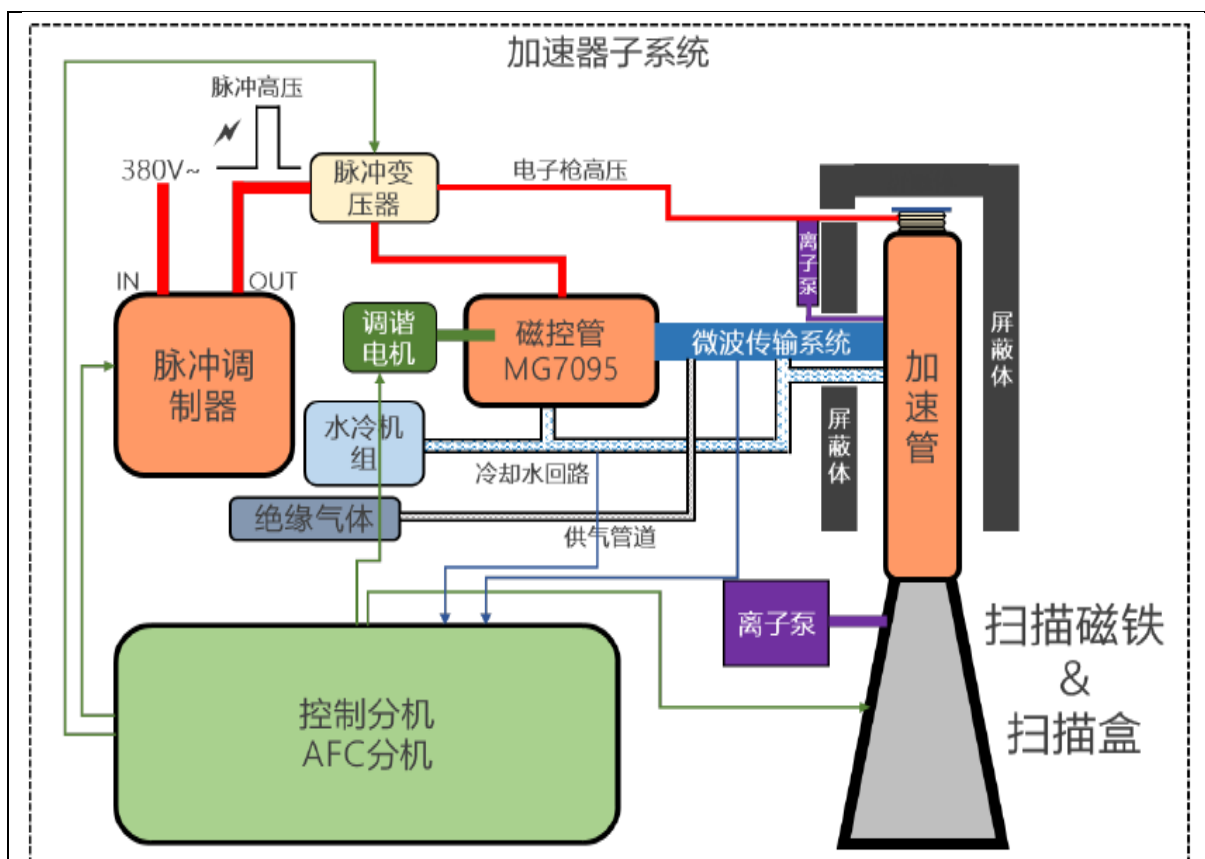 加速器子系统
脉冲高压
380V~
脉冲变
压器
电子枪高压
IN
OUT
离子泵
调谐
电机
磁控管
MG7095
微波传输系统
屏蔽体
脉冲调
制器
加速管
水冷机
组
屏蔽体
冷却水回路
绝缘气体
供气管道
离子泵
扫描磁铁
&
扫描盒
控制分机
AFC分机